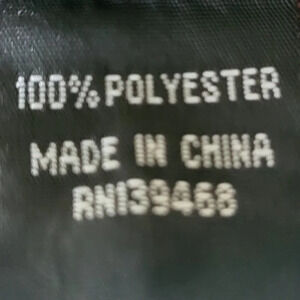 100% POLYESTER
MADE IN CHINA
RN139468